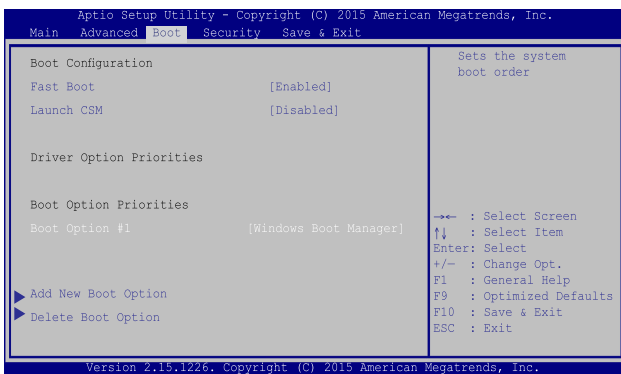 Aptio Setup Utility - Copyright (C) 2015 American Megatrends, Inc.
Main Advanced Boot Security Save & Exit
Boot Configuration
Fast Boot [Enabled]
Launch CSM [Disabled]
Driver Option Priorities
Boot Option Priorities
Boot Option #1 [Windows Boot Manager]
Add New Boot Option
Delete Boot Option
Sets the system
boot order
→← : Select Screen
↑↓ : Select Item
Enter: Select
+/— : Change Opt.
F1 : General Help
F9 : Optimized Defaults
F10 : Save & Exit
ESC : Exit
Version 2.15.1226. Copyright (C) 2015 American Megatrends, Inc.